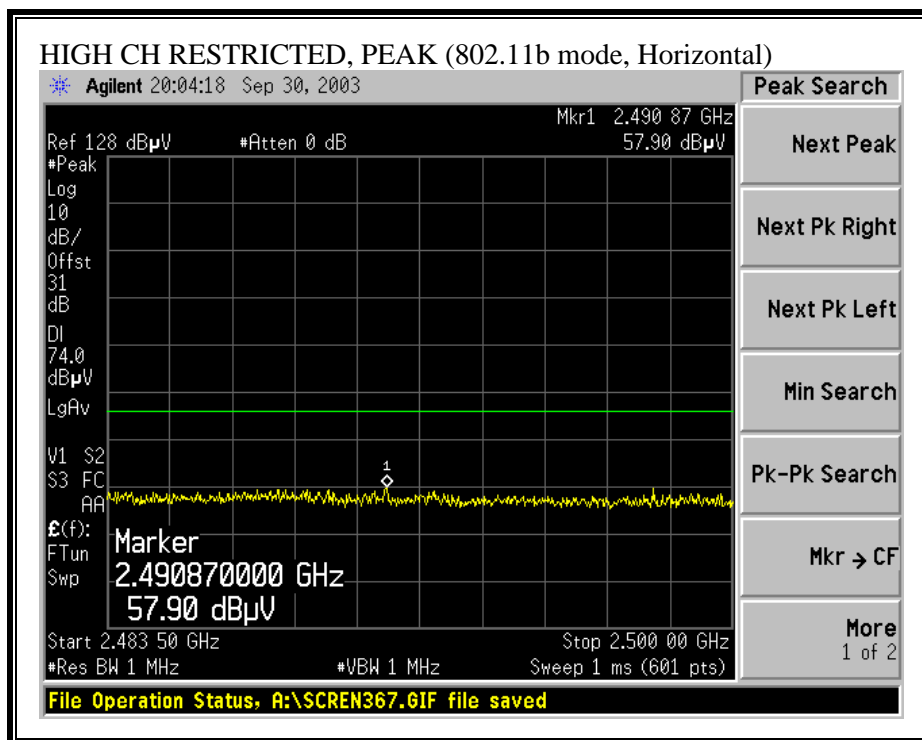 HIGH CH RESTRICTED, PEAK (802.11b mode, Horizontal)
Agilent 20:04:18 Sep 30, 2003
Peak Search
Mkr1 2.490 87 GHz
Ref 128 dBµV #Atten 0 dB 57.90 dBµV
#Peak
Log
10
dB/
Offst
31
dB
DI
74.0
dBµV
LgAv
V1 S2
S3 FC
AA
£(f):
FTun
Swp
1
Marker
2.490870000 GHz
57.90 dBµV
Start 2.483 50 GHz Stop 2.500 00 GHz
#Res BW 1 MHz #VBW 1 MHz Sweep 1 ms (601 pts)
File Operation Status, A:\SCREN367.GIF file saved
Next Peak
Next Pk Right
Next Pk Left
Min Search
Pk-Pk Search
Mkr → CF
More
1 of 2